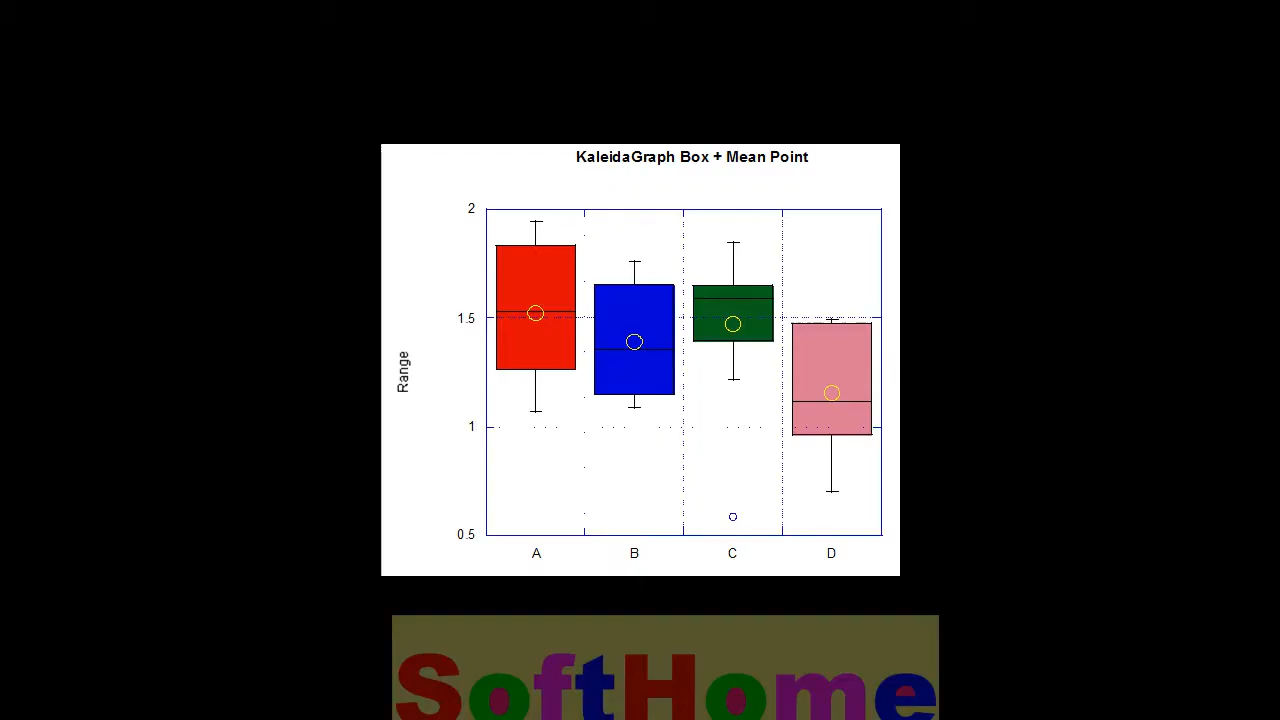 KaleidaGraph Box + Mean Point
2
1.5
Range
1
0.5
A B C D
SoftHome